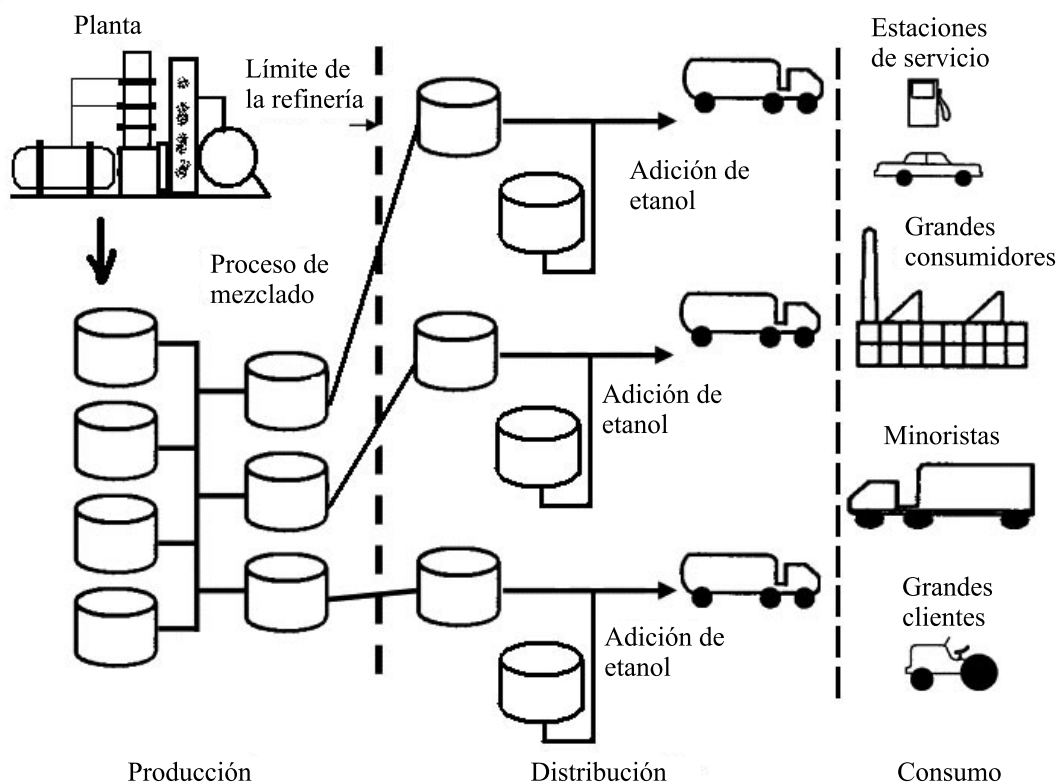 Planta
Límite de
la refinería
Estaciones
de servicio
Adición de
etanol
Grandes
consumidores
Proceso de
mezclado
Adición de
etanol
Minoristas
Grandes
clientes
Adición de
etanol
Producción
Distribución
Consumo